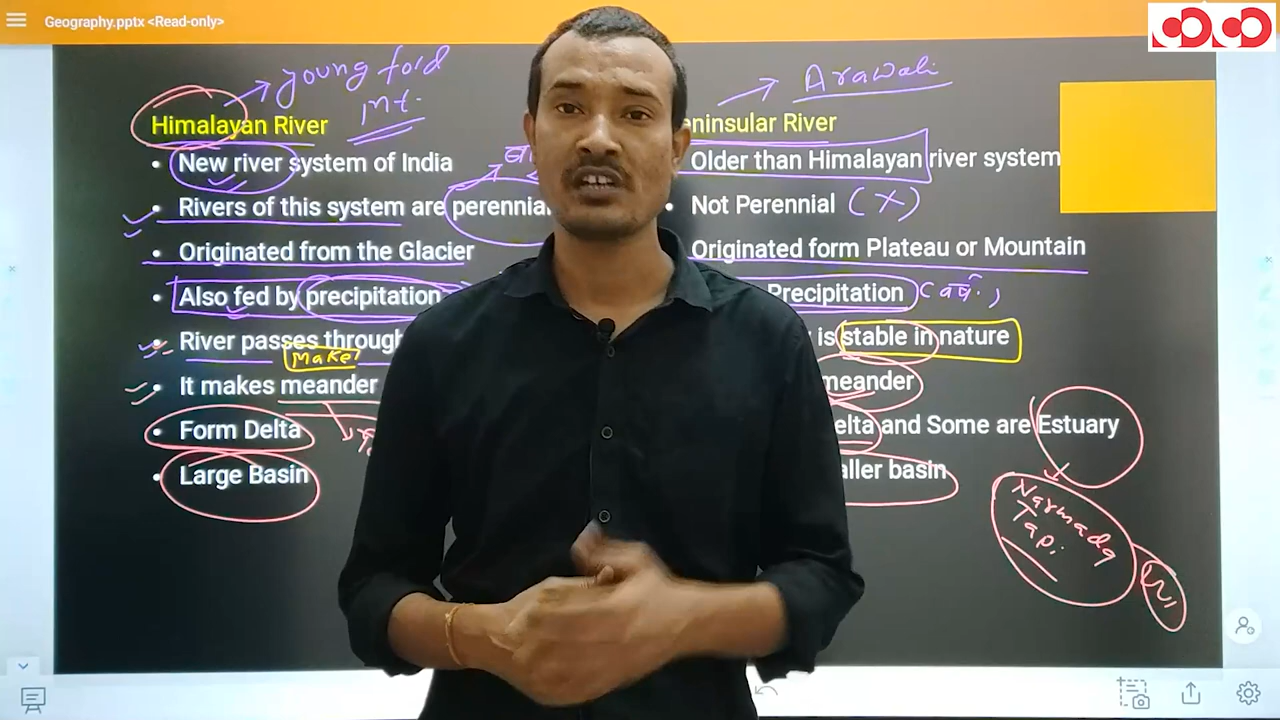 Geography.pptx <Read-only>
young fold
mt.
Himalayan River
New river system of India
Rivers of this system are perennial
Originated from the Glacier
Also fed by precipitation
River passes through
Make
It makes meander
Form Delta
Large Basin
Arawali
eninsular River
Older than Himalayan river system
Not Perennial (X)
Originated form Plateau or Mountain
Precipitation
is stable in nature
meander
elta and Some are Estuary
aller basin
Narmada
Tapi